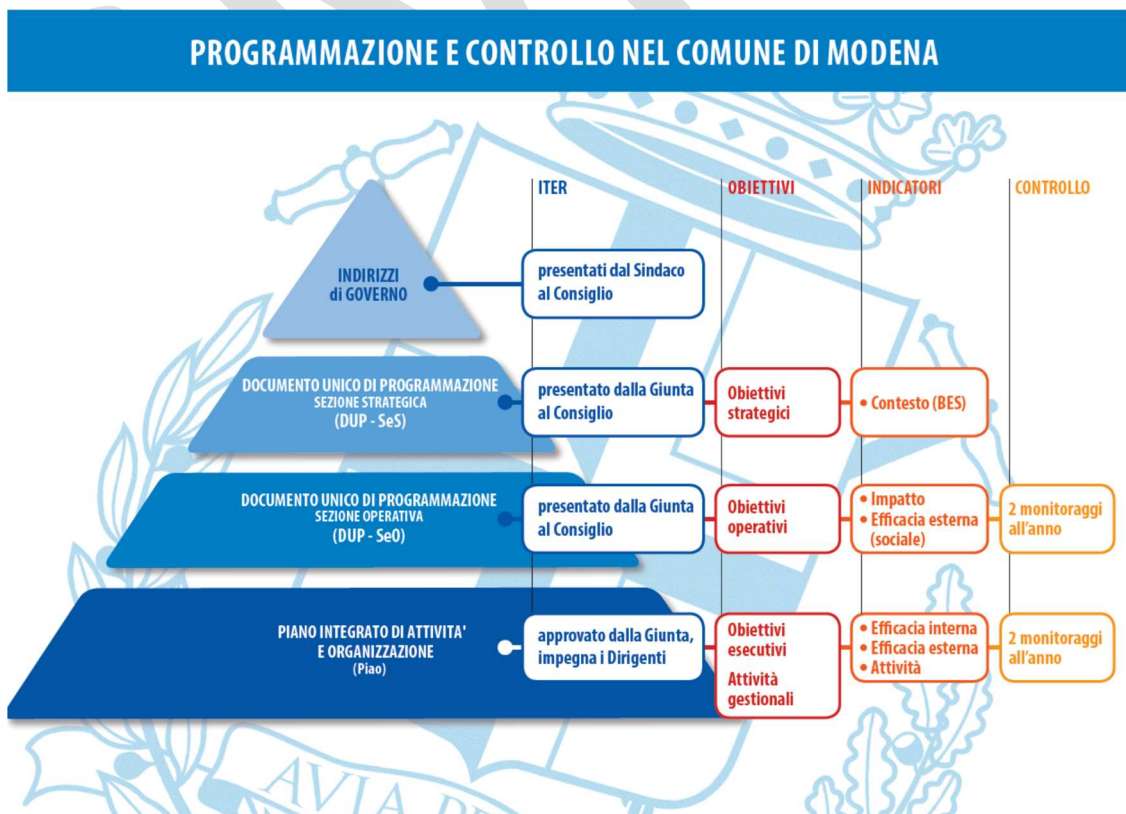 PROGRAMMAZIONE E CONTROLLO NEL COMUNE DI MODENA
ITER
OBIETTIVI
INDICATORI
CONTROLLO
INDIRIZZI
di GOVERNO
presentati dal Sindaco
al Consiglio
DOCUMENTO UNICO DI PROGRAMMAZIONE
SEZIONE STRATEGICA
(DUP - SeS)
presentato dalla Giunta
al Consiglio
Obiettivi
strategici
• Contesto (BES)
DOCUMENTO UNICO DI PROGRAMMAZIONE
SEZIONE OPERATIVA
(DUP - SeO)
presentato dalla Giunta
al Consiglio
Obiettivi
operativi
• Impatto
• Efficacia esterna
(sociale)
2 monitoraggi
all'anno
PIANO INTEGRATO DI ATTIVITA'
E ORGANIZZAZIONE
(Piao)
approvato dalla Giunta,
impegna i Dirigenti
Obiettivi
esecutivi
Attività
gestionali
• Efficacia interna
• Efficacia esterna
• Attività
2 monitoraggi
all'anno
AVIA